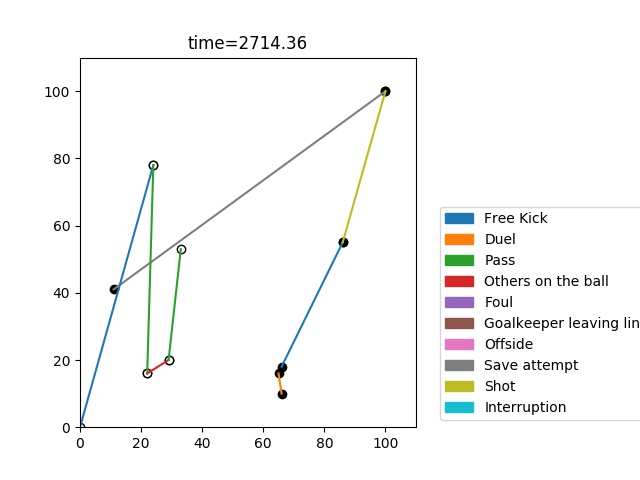 time=2714.36
100
80
60
40
20
0
0
20
40
60
80
100
Free Kick
Duel
Pass
Others on the ball
Foul
Goalkeeper leaving lin
Offside
Save attempt
Shot
Interruption